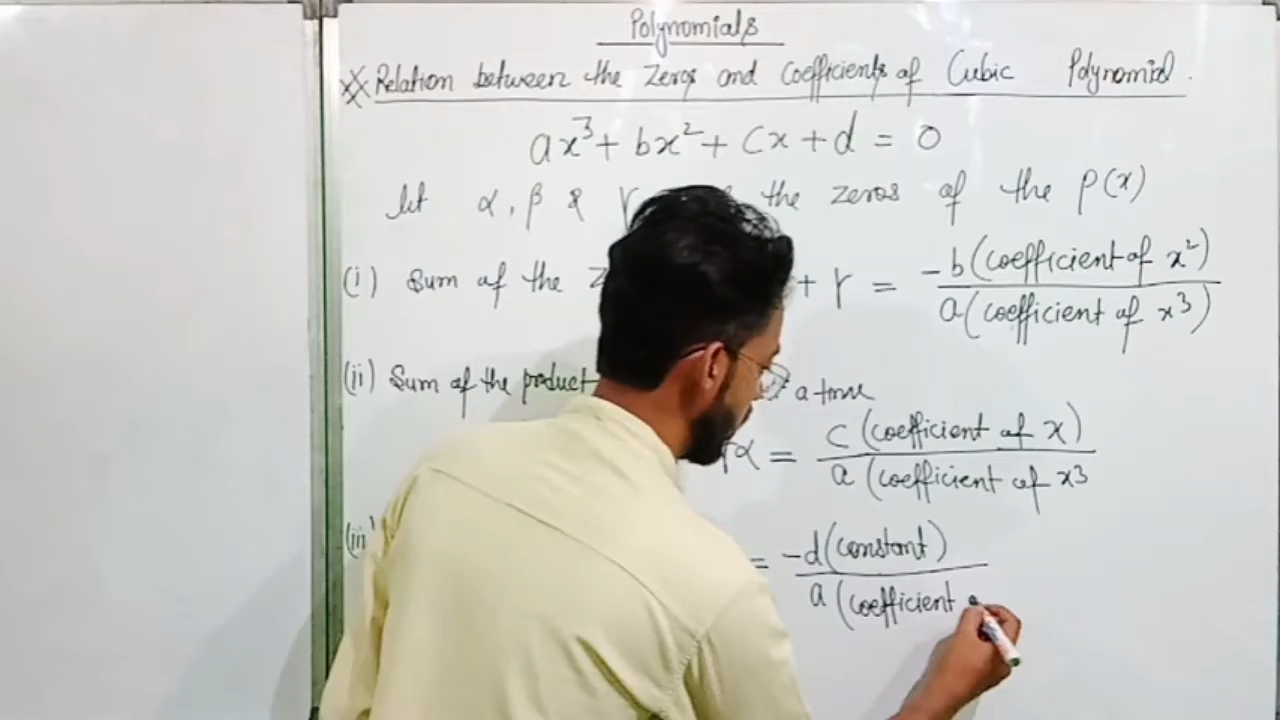 Polynomials
Relation between the Zeros and Coefficients of Cubic Polynomial.
ax³ + bx² + Cx + d = 0
let α, β & γ the zeros of the P(x)
(i) Sum of the + γ = -b (coefficient of x²)
a (coefficient of x³)
(ii) Sum of the product at a time
γα = C (coefficient of x)
a (coefficient of x³
(iii = -d (constant)
a (coefficient